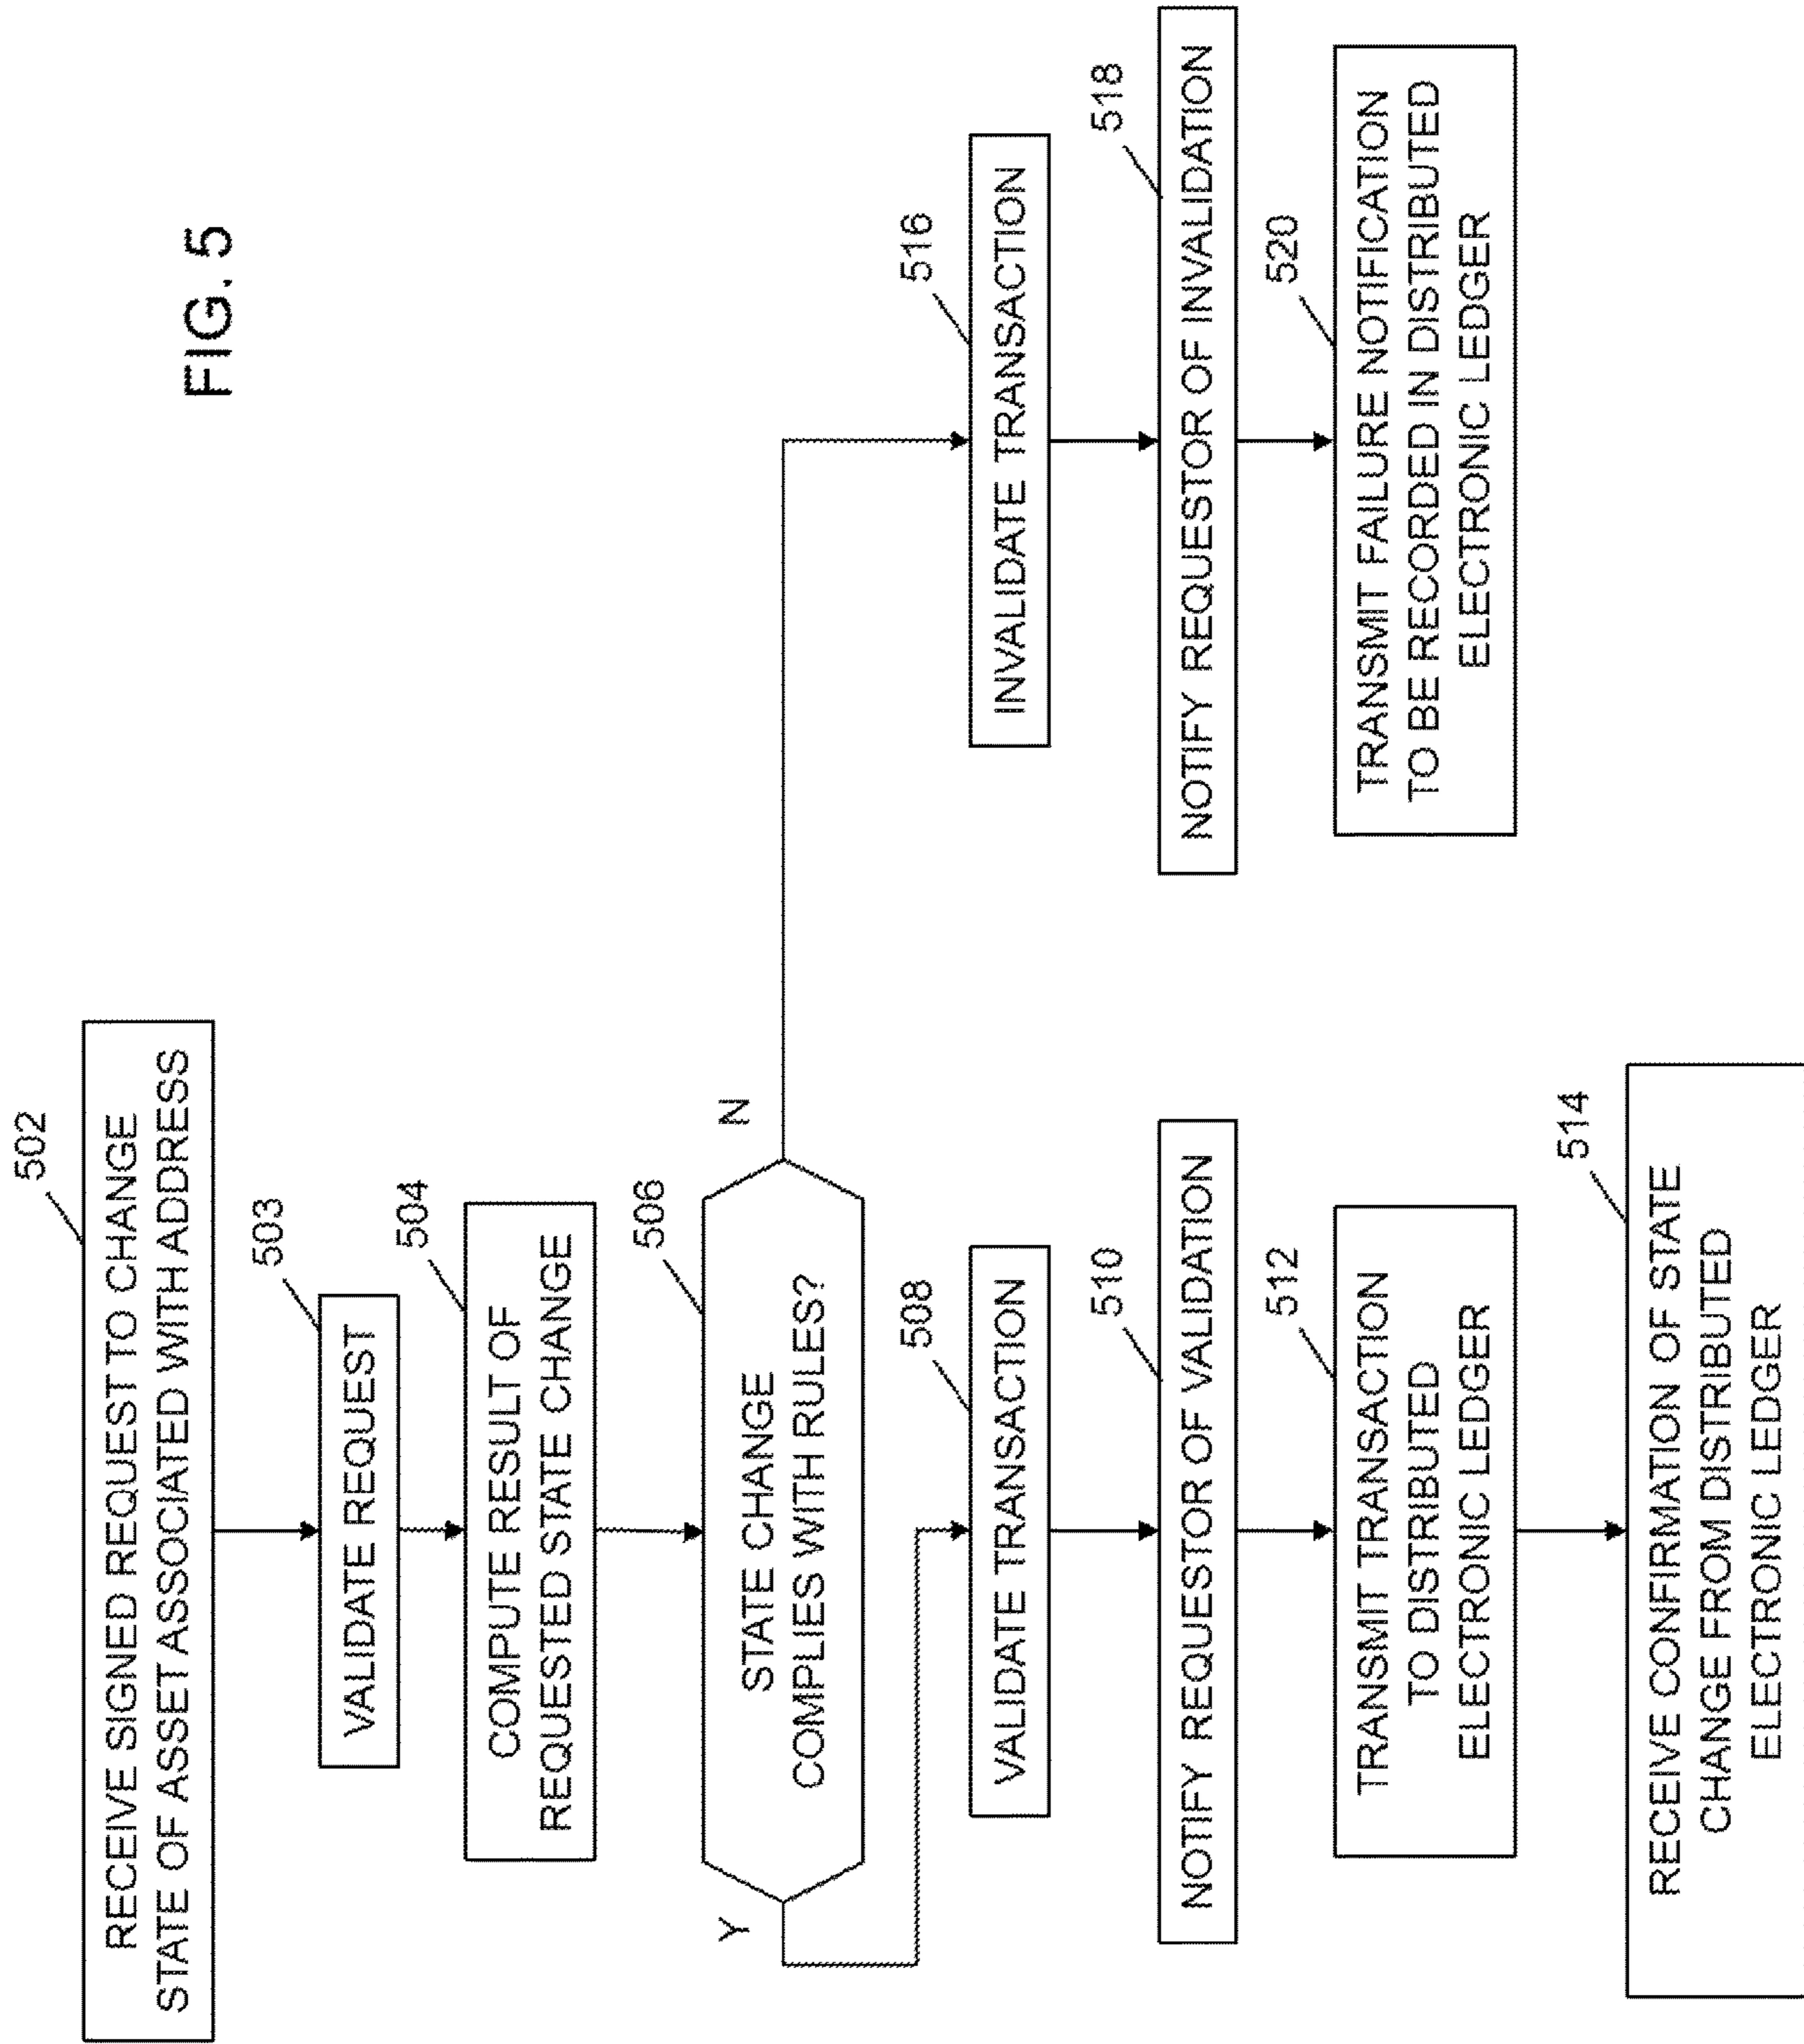 FIG. 5
502
RECEIVE SIGNED REQUEST TO CHANGE
STATE OF ASSET ASSOCIATED WITH ADDRESS
503
VALIDATE REQUEST
504
COMPUTE RESULT OF
REQUESTED STATE CHANGE
506
STATE CHANGE
COMPLIES WITH RULES?
Y
N
508
VALIDATE TRANSACTION
510
NOTIFY REQUESTOR OF VALIDATION
512
TRANSMIT TRANSACTION
TO DISTRIBUTED
ELECTRONIC LEDGER
514
RECEIVE CONFIRMATION OF STATE
CHANGE FROM DISTRIBUTED
ELECTRONIC LEDGER
516
INVALIDATE TRANSACTION
518
NOTIFY REQUESTOR OF INVALIDATION
520
TRANSMIT FAILURE NOTIFICATION
TO BE RECORDED IN DISTRIBUTED
ELECTRONIC LEDGER